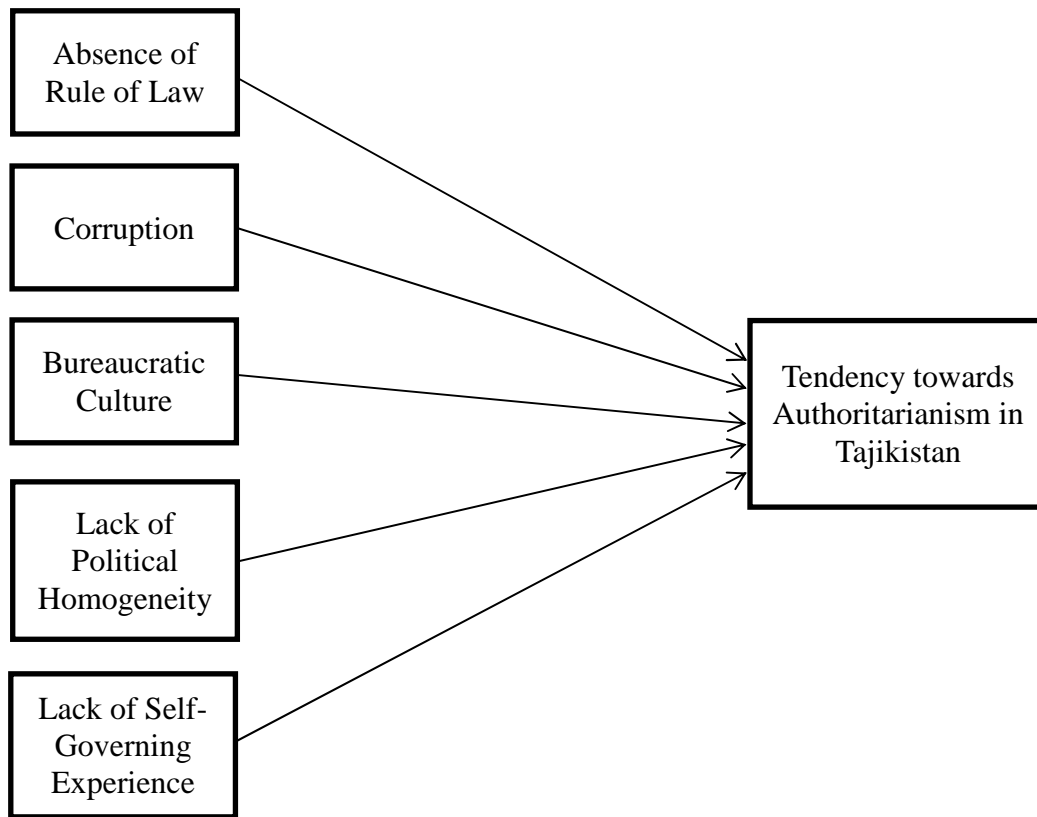 Absence of
Rule of Law
Corruption
Bureaucratic
Culture
Lack of
Political
Homogeneity
Lack of Self-
Governing
Experience
Tendency towards
Authoritarianism in
Tajikistan